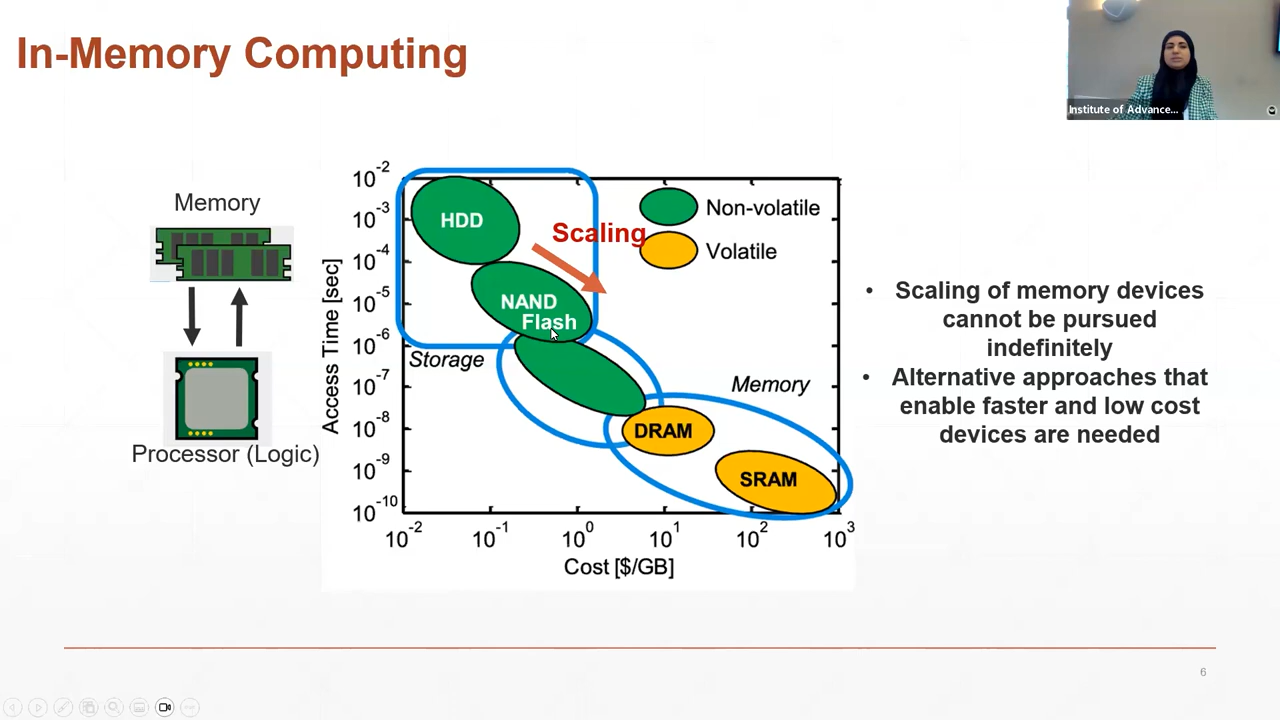 In-Memory Computing
Institute of Advance...
Memory
Processor (Logic)
Access Time [sec]
10-2
10-3
10-4
10-5
10-6
10-7
10-8
10-9
10-10
HDD
Scaling
Non-volatile
Volatile
NAND
Flash
Storage
Memory
DRAM
SRAM
10-2
10-1
100
101
102
103
Cost [$/GB]
• Scaling of memory devices
cannot be pursued
indefinitely
• Alternative approaches that
enable faster and low cost
devices are needed
6